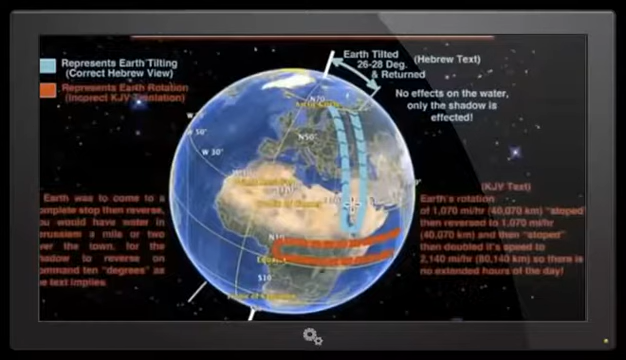 Represents Earth Tilting
(Correct Hebrew View)
Represents Earth Rotation
(Incorrect KJV Translation)
Earth Tilted
26-28 Deg.
& Returned
(Hebrew Text)
No effects on the water,
only the shadow is
effected!
N70
W 50°
N50°
W 30°
N10
S10
Earth was to come to a
complete stop then reverse,
you would have water in
a mile or two
over the town, for the
shadow to reverse on
command ten "degrees" as
the text implies
(KJV Text)
Earth's rotation
of 1,070 mi/hr (40,070 km) "stoped"
then reversed to 1,070 mi/hr
(40,070 km) and then "stoped"
then doubled it's speed to
2,140 mi/hr (80,140 km) so there is
no extended hours of the day!